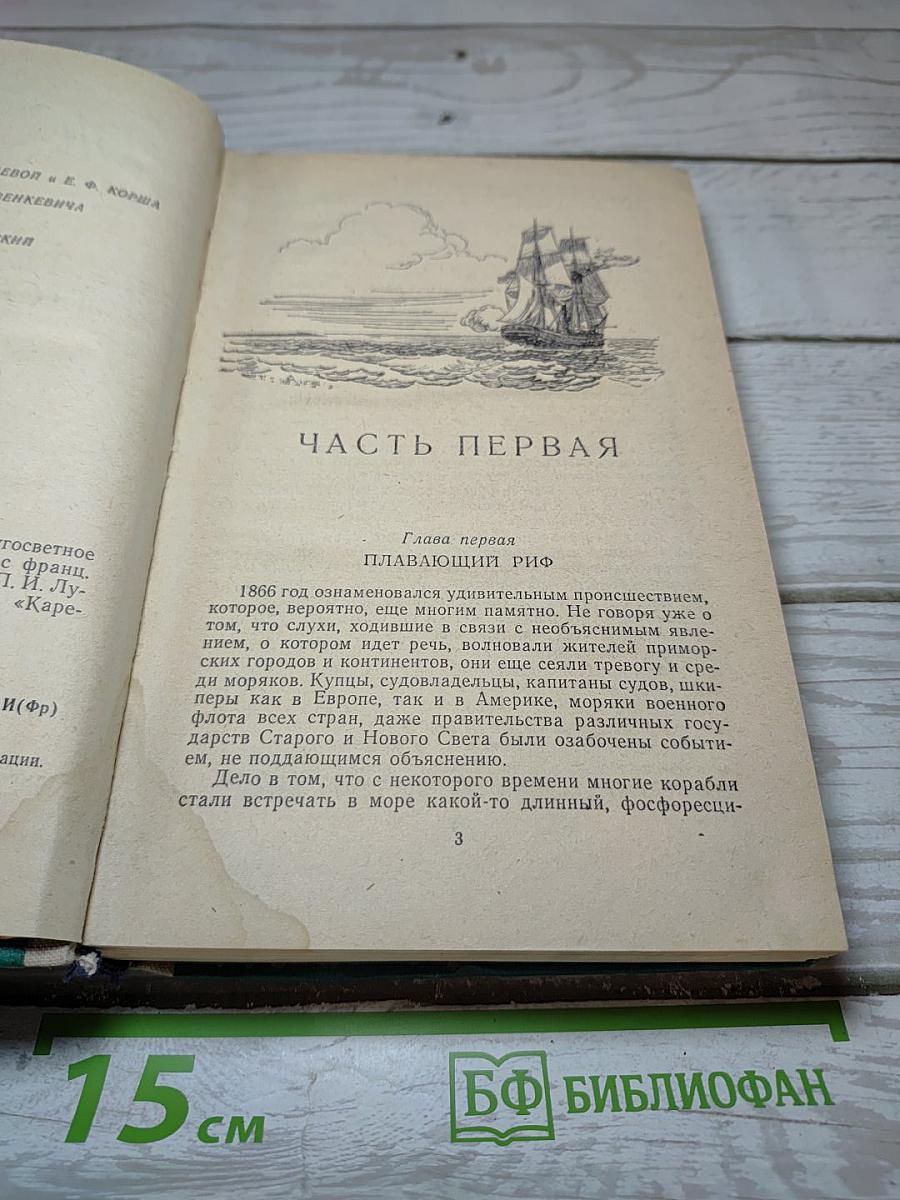 и Е. Ф. КОРША
угосветное
с франц.
П. И. Лу-
«Каре-
И(Фр)
ации.
ЧАСТЬ ПЕРВАЯ
Глава первая
ПЛАВАЮЩИЙ РИФ
1866 год ознаменовался удивительным происшествием,
которое, вероятно, еще многим памятно. Не говоря уже о
том, что слухи, ходившие в связи с необъяснимым явле-
нием, о котором идет речь, волновали жителей примор-
ских городов и континентов, они еще сеяли тревогу и сре-
ди моряков. Купцы, судовладельцы, капитаны судов, шки-
перы как в Европе, так и в Америке, моряки военного
флота всех стран, даже правительства различных госу-
дарств Старого и Нового Света были озабочены событи-
ем, не поддающимся объяснению.
Дело в том, что с некоторого времени многие корабли
стали встречать в море какой-то длинный, фосфоресци-
3
15 см
БФ БИБЛИОФАН